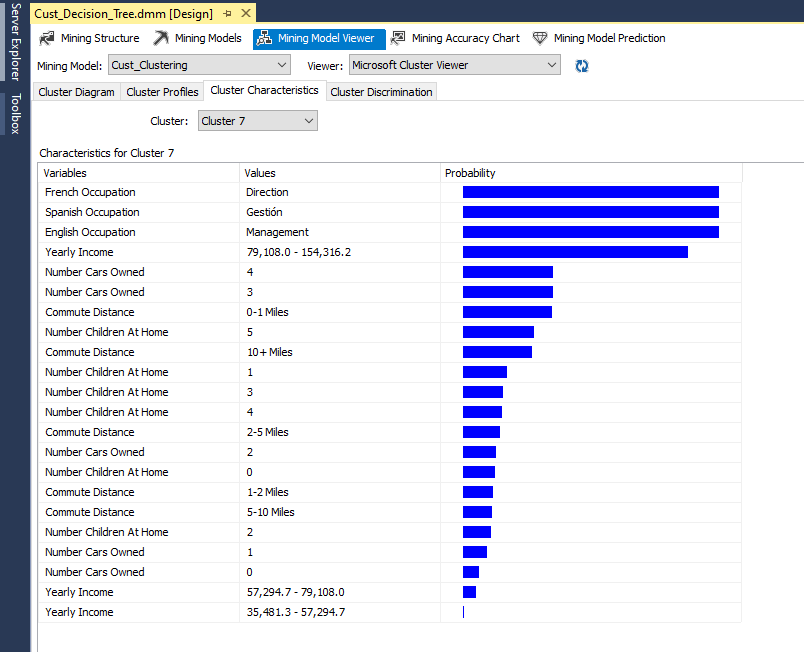 Server Explorer
Toolbox
Cust_Decision_Tree.dmm [Design]
Mining Structure Mining Models Mining Model Viewer Mining Accuracy Chart Mining Model Prediction
Mining Model: Cust_Clustering Viewer: Microsoft Cluster Viewer
Cluster Diagram Cluster Profiles Cluster Characteristics Cluster Discrimination
Cluster: Cluster 7
Characteristics for Cluster 7
Variables Values Probability
French Occupation Direction
Spanish Occupation Gestión
English Occupation Management
Yearly Income 79,108.0 - 154,316.2
Number Cars Owned 4
Number Cars Owned 3
Commute Distance 0-1 Miles
Number Children At Home 5
Commute Distance 10+ Miles
Number Children At Home 1
Number Children At Home 3
Number Children At Home 4
Commute Distance 2-5 Miles
Number Cars Owned 2
Number Children At Home 0
Commute Distance 1-2 Miles
Commute Distance 5-10 Miles
Number Children At Home 2
Number Cars Owned 1
Number Cars Owned 0
Yearly Income 57,294.7 - 79,108.0
Yearly Income 35,481.3 - 57,294.7